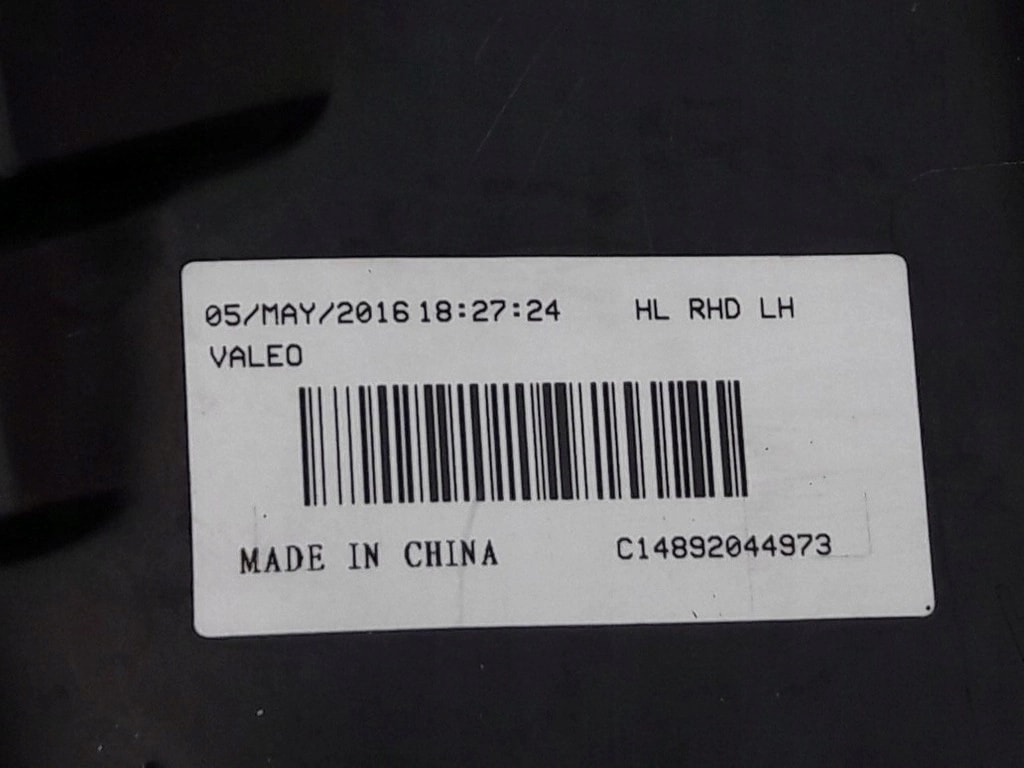 05/MAY/2016 18:27:24 HL RHD LH
VALEO
MADE IN CHINA C14892044973